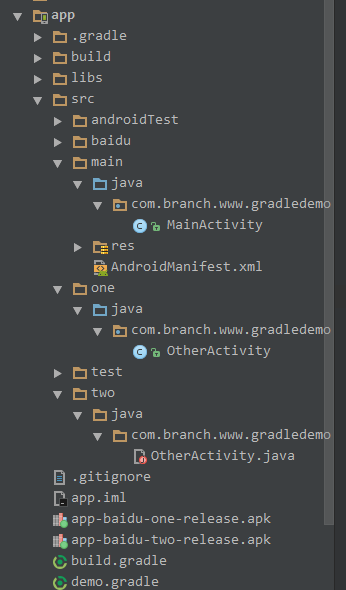 app
.gradle
build
libs
src
androidTest
baidu
main
java
com.branch.www.gradledemo
MainActivity
res
AndroidManifest.xml
one
java
com.branch.www.gradledemo
OtherActivity
test
two
java
com.branch.www.gradledemo
OtherActivity.java
.gitignore
app.iml
app-baidu-one-release.apk
app-baidu-two-release.apk
build.gradle
demo.gradle